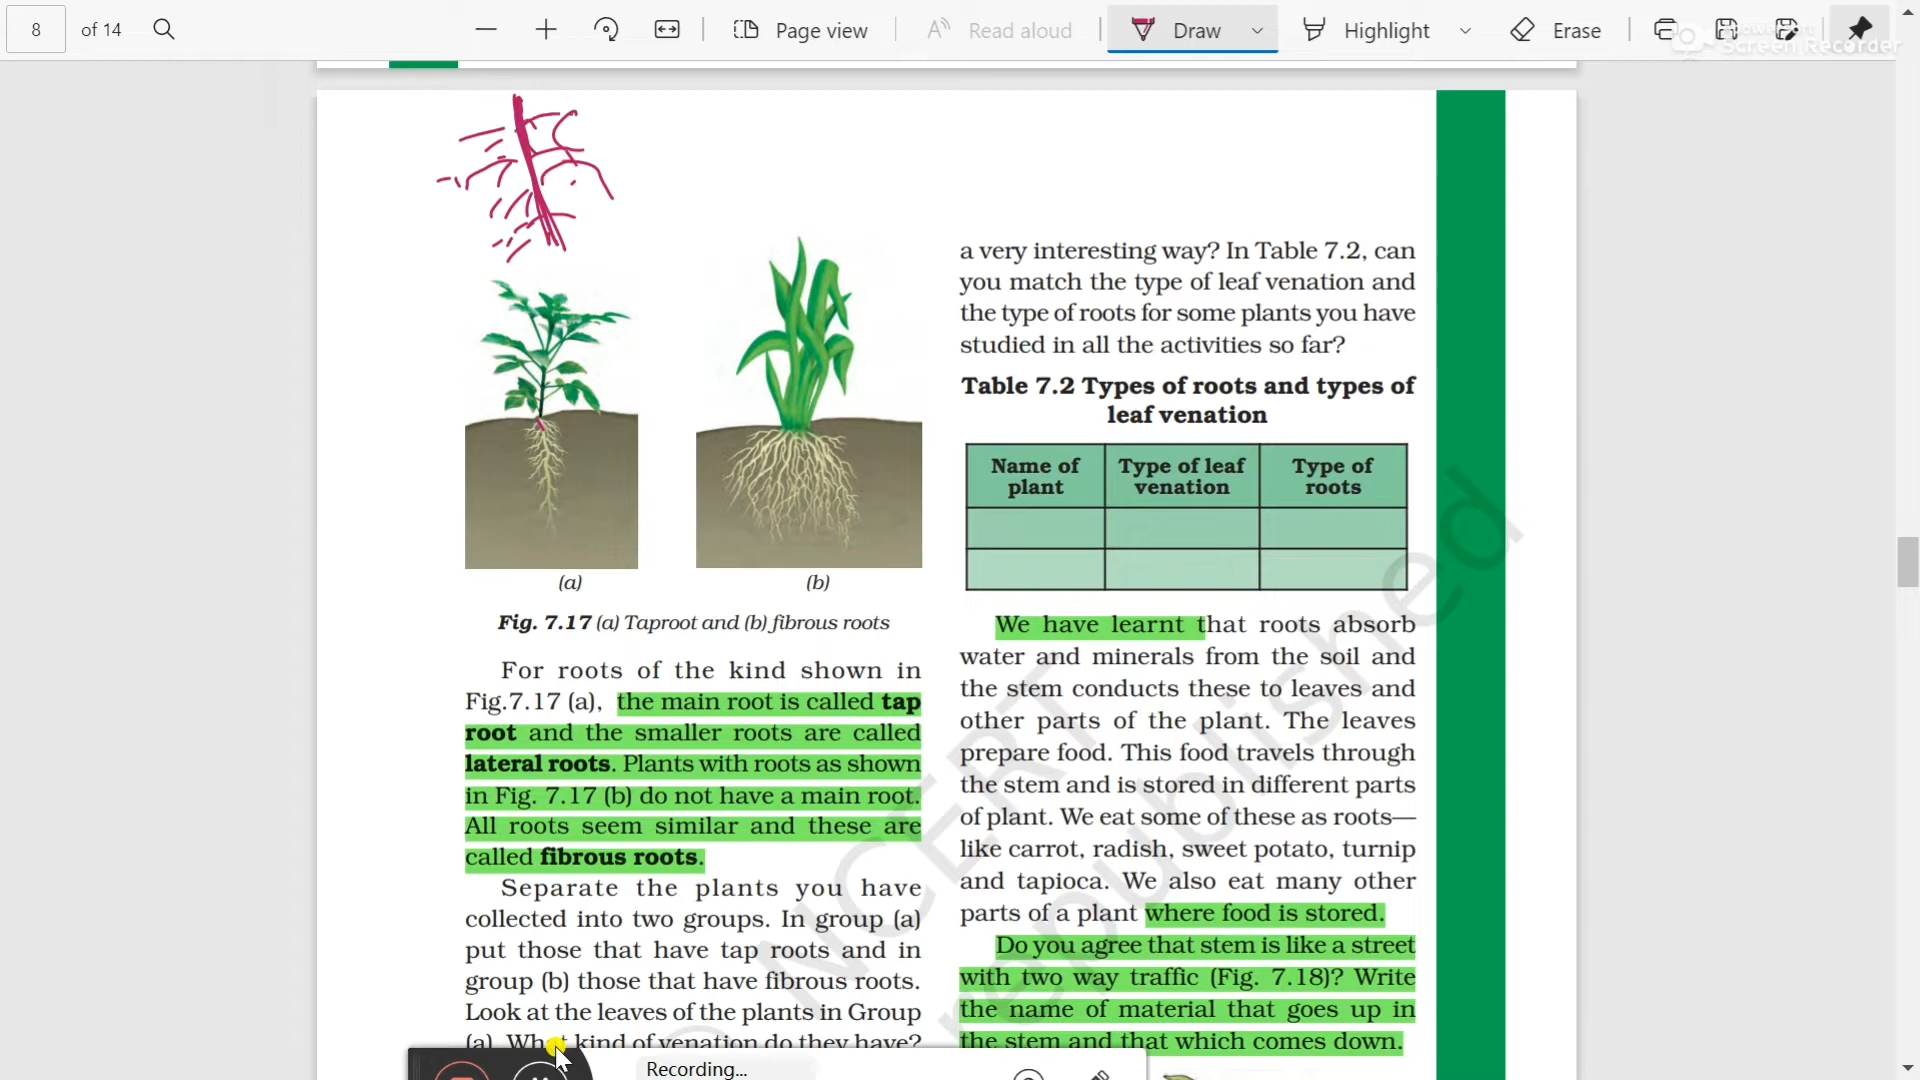 8 of 14 Page view Read aloud Draw Highlight Erase
Screen Recorder
(a) (b)
Fig. 7.17 (a) Taproot and (b) fibrous roots
For roots of the kind shown in
Fig.7.17 (a), the main root is called tap
root and the smaller roots are called
lateral roots. Plants with roots as shown
in Fig. 7.17 (b) do not have a main root.
All roots seem similar and these are
called fibrous roots.
Separate the plants you have
collected into two groups. In group (a)
put those that have tap roots and in
group (b) those that have fibrous roots.
Look at the leaves of the plants in Group
(a). What kind of venation do they have?
a very interesting way? In Table 7.2, can
you match the type of leaf venation and
the type of roots for some plants you have
studied in all the activities so far?
Table 7.2 Types of roots and types of
leaf venation
Name of plant Type of leaf venation Type of roots
We have learnt that roots absorb
water and minerals from the soil and
the stem conducts these to leaves and
other parts of the plant. The leaves
prepare food. This food travels through
the stem and is stored in different parts
of plant. We eat some of these as roots—
like carrot, radish, sweet potato, turnip
and tapioca. We also eat many other
parts of a plant where food is stored.
Do you agree that stem is like a street
with two way traffic (Fig. 7.18)? Write
the name of material that goes up in
the stem and that which comes down.
© NCERT
republished
Recording...